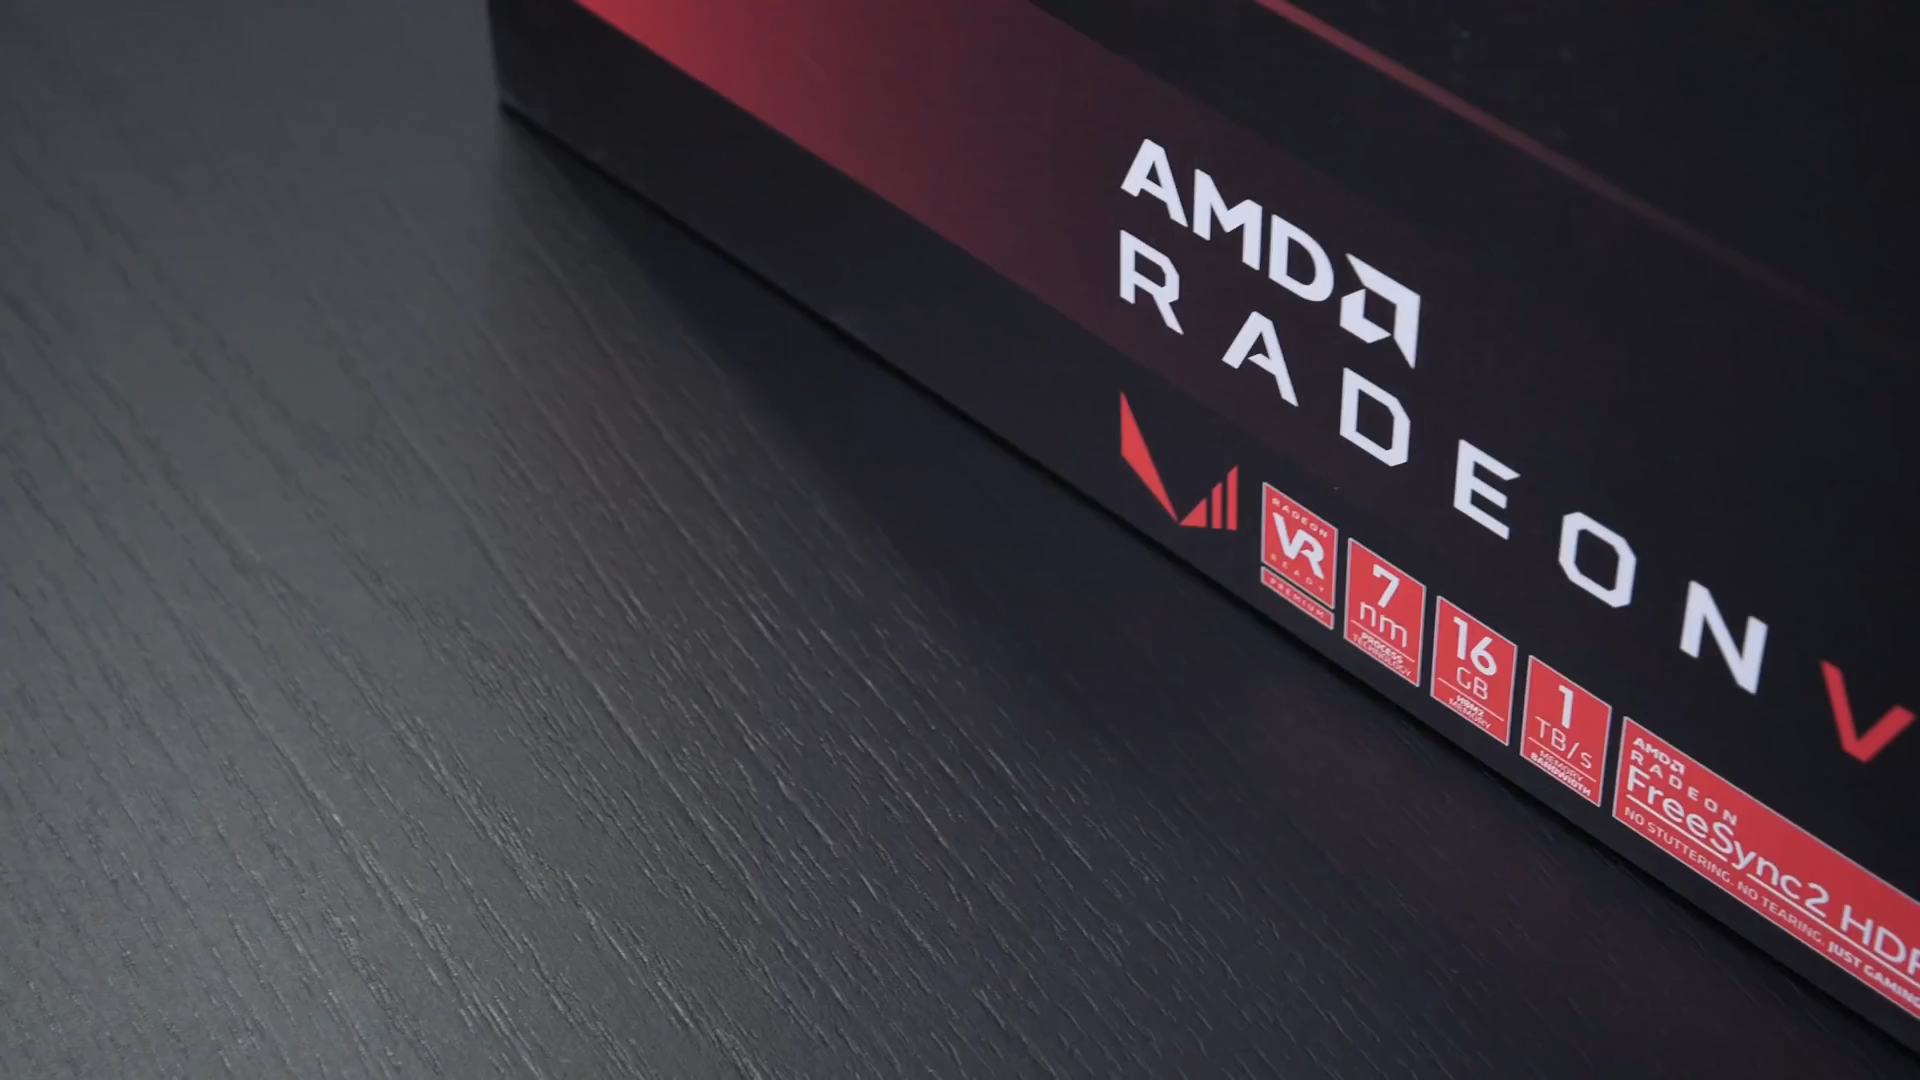 AMD
RADEON V
RADEON
VR
READY
PREMIUM
7
nm
PROCESS
TECHNOLOGY
16
GB
HBM2
MEMORY
1
TB/s
MEMORY
BANDWIDTH
AMD
RADEON
FreeSync2 HDR
NO STUTTERING. NO TEARING. JUST GAMING